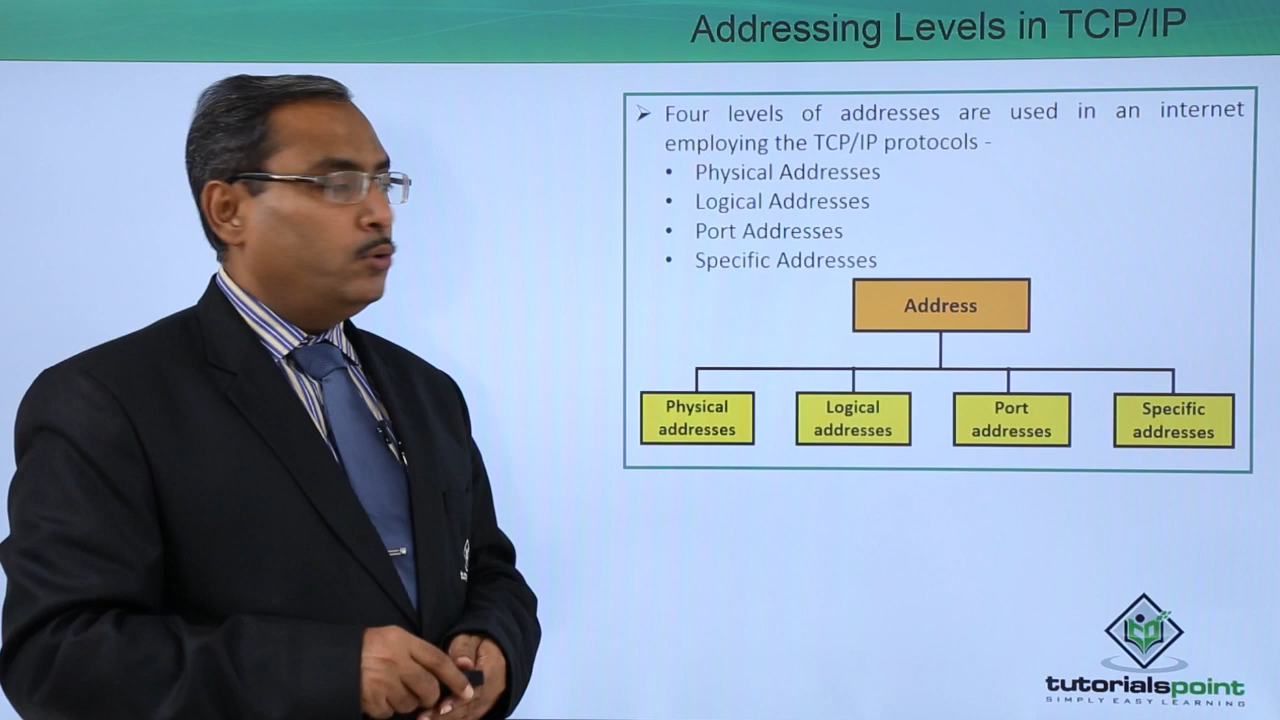 Addressing Levels in TCP/IP
➢ Four levels of addresses are used in an internet
employing the TCP/IP protocols -
• Physical Addresses
• Logical Addresses
• Port Addresses
• Specific Addresses
Address
Physical
addresses
Logical
addresses
Port
addresses
Specific
addresses
tutorialspoint
SIMPLY EASY LEARNING